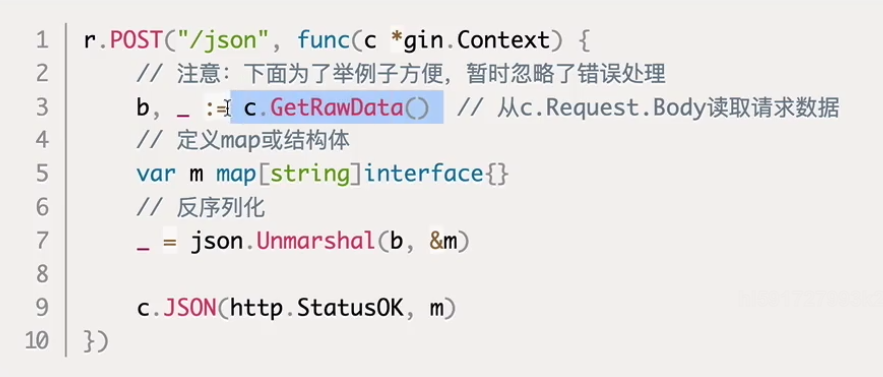 1 r.POST("/json", func(c *gin.Context) {
2 // 注意：下面为了举例子方便，暂时忽略了错误处理
3 b, _ := c.GetRawData() // 从c.Request.Body读取请求数据
4 // 定义map或结构体
5 var m map[string]interface{}
6 // 反序列化
7 _ = json.Unmarshal(b, &m)
8
9 c.JSON(http.StatusOK, m)
10 })